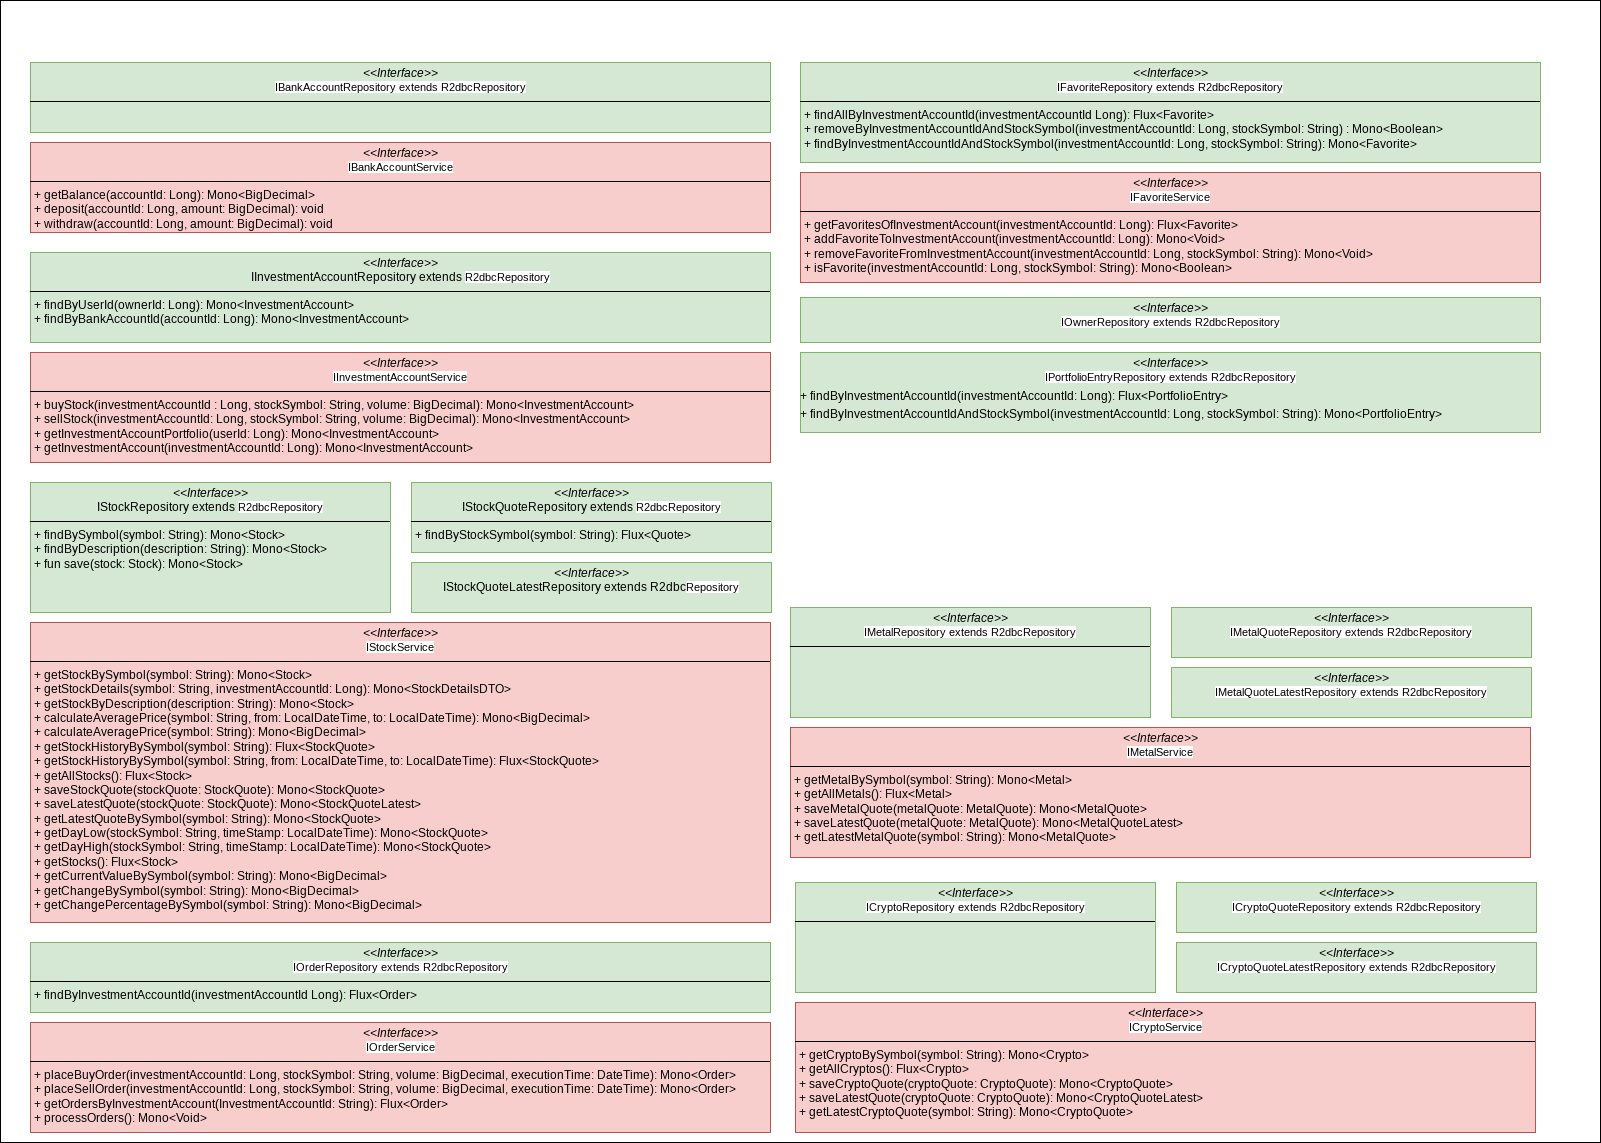 <<Interface>>
IBankAccountRepository extends R2dbcRepository
<<Interface>>
IBankAccountService
+ getBalance(accountId: Long): Mono<BigDecimal>
+ deposit(accountId: Long, amount: BigDecimal): void
+ withdraw(accountId: Long, amount: BigDecimal): void
<<Interface>>
IInvestmentAccountRepository extends R2dbcRepository
+ findByUserId(ownerId: Long): Mono<InvestmentAccount>
+ findByBankAccountId(accountId: Long): Mono<InvestmentAccount>
<<Interface>>
IInvestmentAccountService
+ buyStock(investmentAccountId : Long, stockSymbol: String, volume: BigDecimal): Mono<InvestmentAccount>
+ sellStock(investmentAccountId: Long, stockSymbol: String, volume: BigDecimal): Mono<InvestmentAccount>
+ getInvestmentAccountPortfolio(userId: Long): Mono<InvestmentAccount>
+ getInvestmentAccount(investmentAccountId: Long): Mono<InvestmentAccount>
<<Interface>>
IStockRepository extends R2dbcRepository
+ findBySymbol(symbol: String): Mono<Stock>
+ findByDescription(description: String): Mono<Stock>
+ fun save(stock: Stock): Mono<Stock>
<<Interface>>
IStockQuoteRepository extends R2dbcRepository
+ findByStockSymbol(symbol: String): Flux<Quote>
<<Interface>>
IStockQuoteLatestRepository extends R2dbcRepository
<<Interface>>
IStockService
+ getStockBySymbol(symbol: String): Mono<Stock>
+ getStockDetails(symbol: String, investmentAccountId: Long): Mono<StockDetailsDTO>
+ getStockByDescription(description: String): Mono<Stock>
+ calculateAveragePrice(symbol: String, from: LocalDateTime, to: LocalDateTime): Mono<BigDecimal>
+ calculateAveragePrice(symbol: String): Mono<BigDecimal>
+ getStockHistoryBySymbol(symbol: String): Flux<StockQuote>
+ getStockHistoryBySymbol(symbol: String, from: LocalDateTime, to: LocalDateTime): Flux<StockQuote>
+ getAllStocks(): Flux<Stock>
+ saveStockQuote(stockQuote: StockQuote): Mono<StockQuote>
+ saveLatestQuote(stockQuote: StockQuote): Mono<StockQuoteLatest>
+ getLatestQuoteBySymbol(symbol: String): Mono<StockQuote>
+ getDayLow(stockSymbol: String, timeStamp: LocalDateTime): Mono<StockQuote>
+ getDayHigh(stockSymbol: String, timeStamp: LocalDateTime): Mono<StockQuote>
+ getStocks(): Flux<Stock>
+ getCurrentValueBySymbol(symbol: String): Mono<BigDecimal>
+ getChangeBySymbol(symbol: String): Mono<BigDecimal>
+ getChangePercentageBySymbol(symbol: String): Mono<BigDecimal>
<<Interface>>
IOrderRepository extends R2dbcRepository
+ findByInvestmentAccountId(investmentAccountId Long): Flux<Order>
<<Interface>>
IOrderService
+ placeBuyOrder(investmentAccountId: Long, stockSymbol: String, volume: BigDecimal, executionTime: DateTime): Mono<Order>
+ placeSellOrder(investmentAccountId: Long, stockSymbol: String, volume: BigDecimal, executionTime: DateTime): Mono<Order>
+ getOrdersByInvestmentAccount(InvestmentAccountId: String): Flux<Order>
+ processOrders(): Mono<Void>
<<Interface>>
IFavoriteRepository extends R2dbcRepository
+ findAllByInvestmentAccountId(investmentAccountId Long): Flux<Favorite>
+ removeByInvestmentAccountIdAndStockSymbol(investmentAccountId: Long, stockSymbol: String) : Mono<Boolean>
+ findByInvestmentAccountIdAndStockSymbol(investmentAccountId: Long, stockSymbol: String): Mono<Favorite>
<<Interface>>
IFavoriteService
+ getFavoritesOfInvestmentAccount(investmentAccountId: Long): Flux<Favorite>
+ addFavoriteToInvestmentAccount(investmentAccountId: Long): Mono<Void>
+ removeFavoriteFromInvestmentAccount(investmentAccountId: Long, stockSymbol: String): Mono<Void>
+ isFavorite(investmentAccountId: Long, stockSymbol: String): Mono<Boolean>
<<Interface>>
IOwnerRepository extends R2dbcRepository
<<Interface>>
IPortfolioEntryRepository extends R2dbcRepository
+ findByInvestmentAccountId(investmentAccountId: Long): Flux<PortfolioEntry>
+ findByInvestmentAccountIdAndStockSymbol(investmentAccountId: Long, stockSymbol: String): Mono<PortfolioEntry>
<<Interface>>
IMetalRepository extends R2dbcRepository
<<Interface>>
IMetalQuoteRepository extends R2dbcRepository
<<Interface>>
IMetalQuoteLatestRepository extends R2dbcRepository
<<Interface>>
IMetalService
+ getMetalBySymbol(symbol: String): Mono<Metal>
+ getAllMetals(): Flux<Metal>
+ saveMetalQuote(metalQuote: MetalQuote): Mono<MetalQuote>
+ saveLatestQuote(metalQuote: MetalQuote): Mono<MetalQuoteLatest>
+ getLatestMetalQuote(symbol: String): Mono<MetalQuote>
<<Interface>>
ICryptoRepository extends R2dbcRepository
<<Interface>>
ICryptoQuoteRepository extends R2dbcRepository
<<Interface>>
ICryptoQuoteLatestRepository extends R2dbcRepository
<<Interface>>
ICryptoService
+ getCryptoBySymbol(symbol: String): Mono<Crypto>
+ getAllCryptos(): Flux<Crypto>
+ saveCryptoQuote(cryptoQuote: CryptoQuote): Mono<CryptoQuote>
+ saveLatestQuote(cryptoQuote: CryptoQuote): Mono<CryptoQuoteLatest>
+ getLatestCryptoQuote(symbol: String): Mono<CryptoQuote>